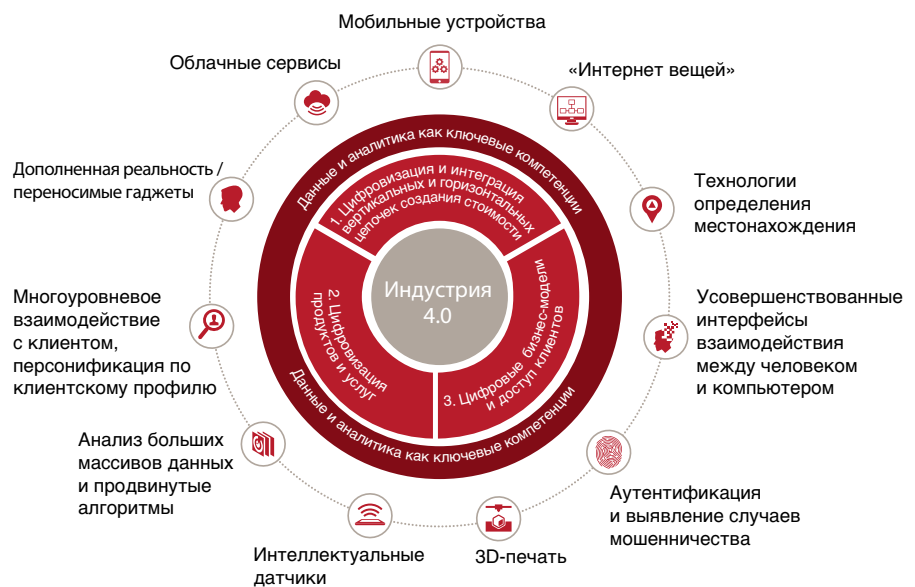 Мобильные устройства
Облачные сервисы
«Интернет вещей»
Дополненная реальность /
переносимые гаджеты
Технологии
определения
местонахождения
Многоуровневое
взаимодействие
с клиентом,
персонификация по
клиентскому профилю
Усовершенствованные
интерфейсы
взаимодействия
между человеком
и компьютером
Анализ больших
массивов данных
и продвинутые
алгоритмы
Аутентификация
и выявление случаев
мошенничества
Интеллектуальные
датчики
3D-печать
Данные и аналитика как ключевые компетенции
1. Цифровизация и интеграция
вертикальных и горизонтальных
цепочек создания стоимости
Индустрия
4.0
2. Цифровизация
продуктов и услуг
3. Цифровые бизнес-модели
и доступ клиентов
Данные и аналитика как ключевые компетенции